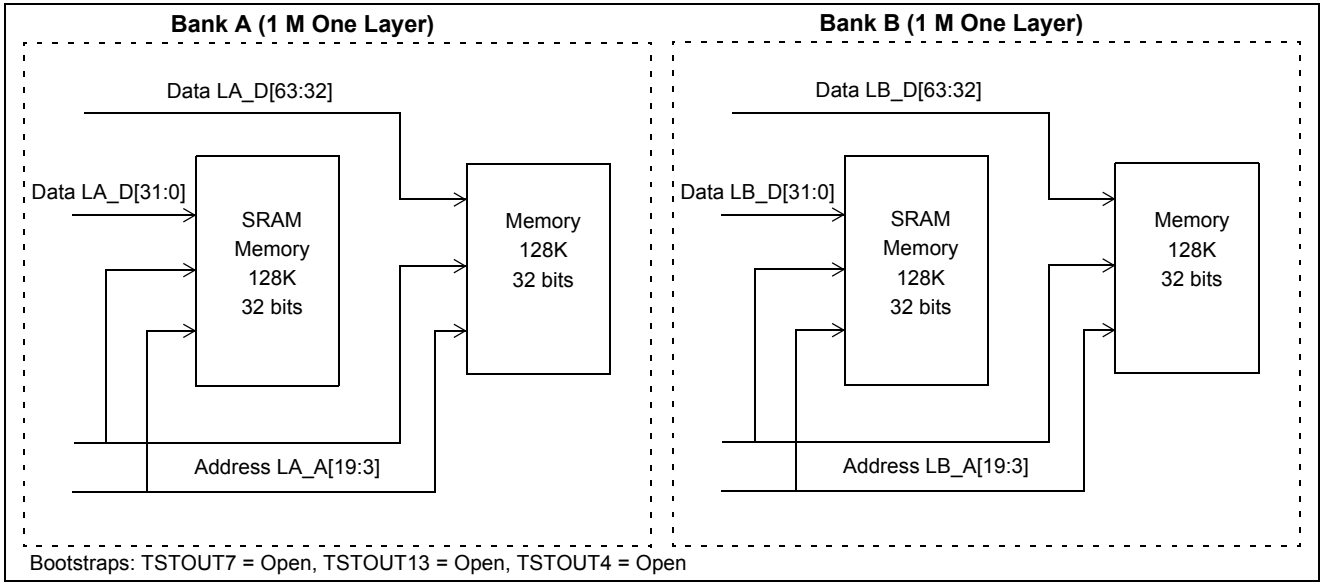 Bank A (1 M One Layer)
Data LA_D[63:32]
Data LA_D[31:0]
SRAM
Memory
128K
32 bits
Memory
128K
32 bits
Address LA_A[19:3]
Bank B (1 M One Layer)
Data LB_D[63:32]
Data LB_D[31:0]
SRAM
Memory
128K
32 bits
Memory
128K
32 bits
Address LB_A[19:3]
Bootstraps: TSTOUT7 = Open, TSTOUT13 = Open, TSTOUT4 = Open